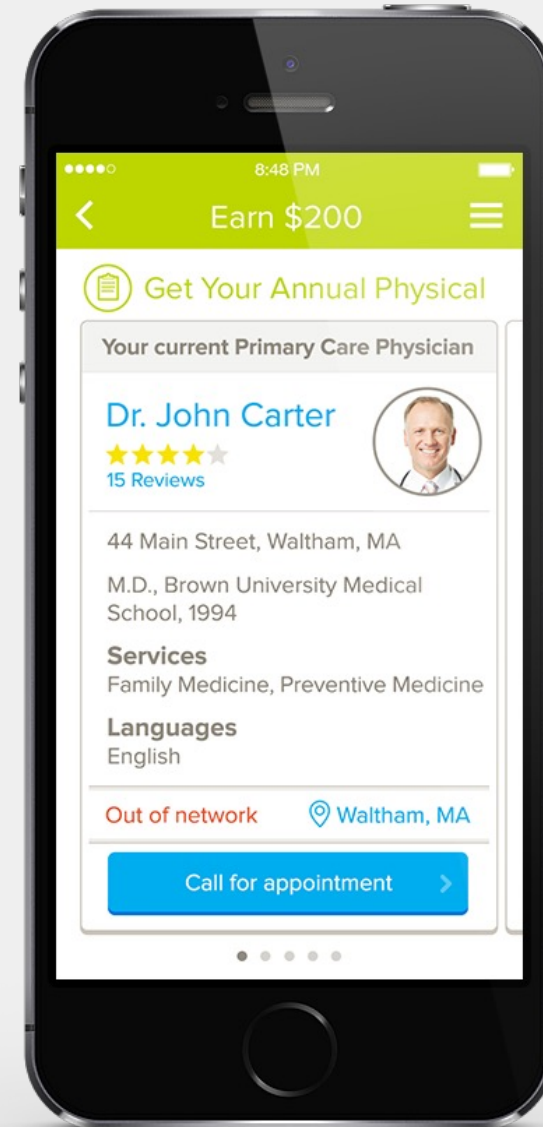 8:48 PM
Earn $200
Get Your Annual Physical
Your current Primary Care Physician
Dr. John Carter
15 Reviews
44 Main Street, Waltham, MA
M.D., Brown University Medical
School, 1994
Services
Family Medicine, Preventive Medicine
Languages
English
Out of network
Waltham, MA
Call for appointment